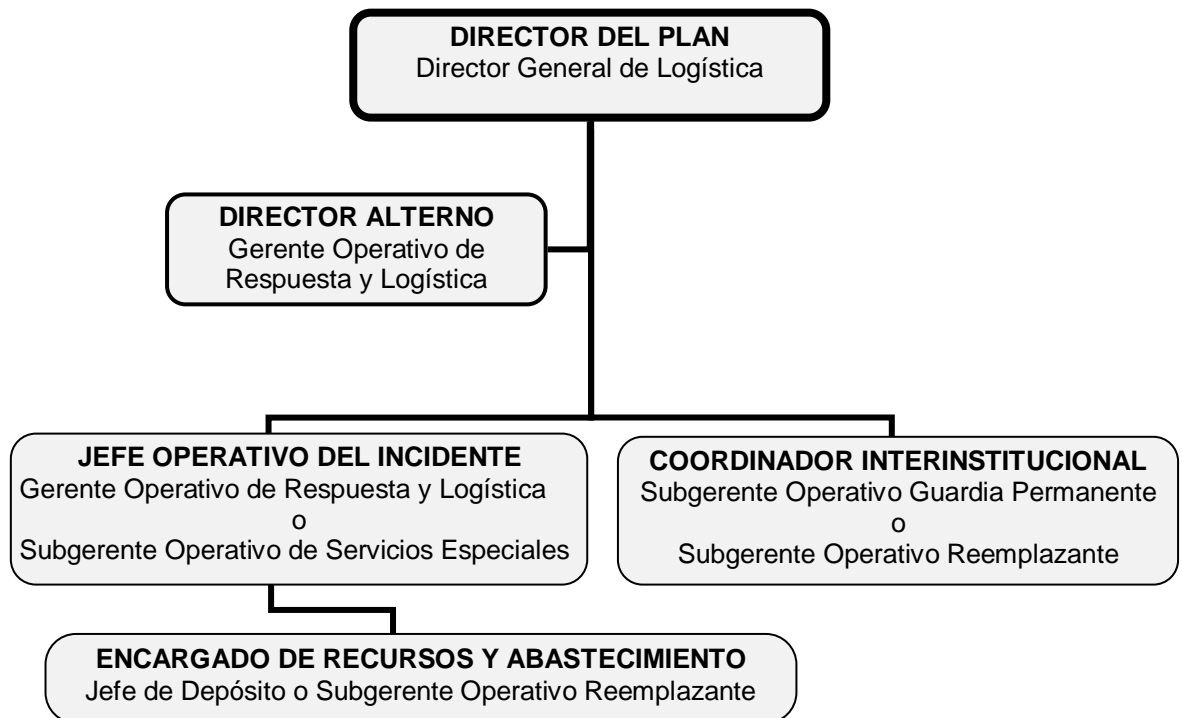 DIRECTOR DEL PLAN
Director General de Logística
DIRECTOR ALTERNO
Gerente Operativo de
Respuesta y Logística
JEFE OPERATIVO DEL INCIDENTE
Gerente Operativo de Respuesta y Logística
o
Subgerente Operativo de Servicios Especiales
COORDINADOR INTERINSTITUCIONAL
Subgerente Operativo Guardia Permanente
o
Subgerente Operativo Reemplazante
ENCARGADO DE RECURSOS Y ABASTECIMIENTO
Jefe de Depósito o Subgerente Operativo Reemplazante